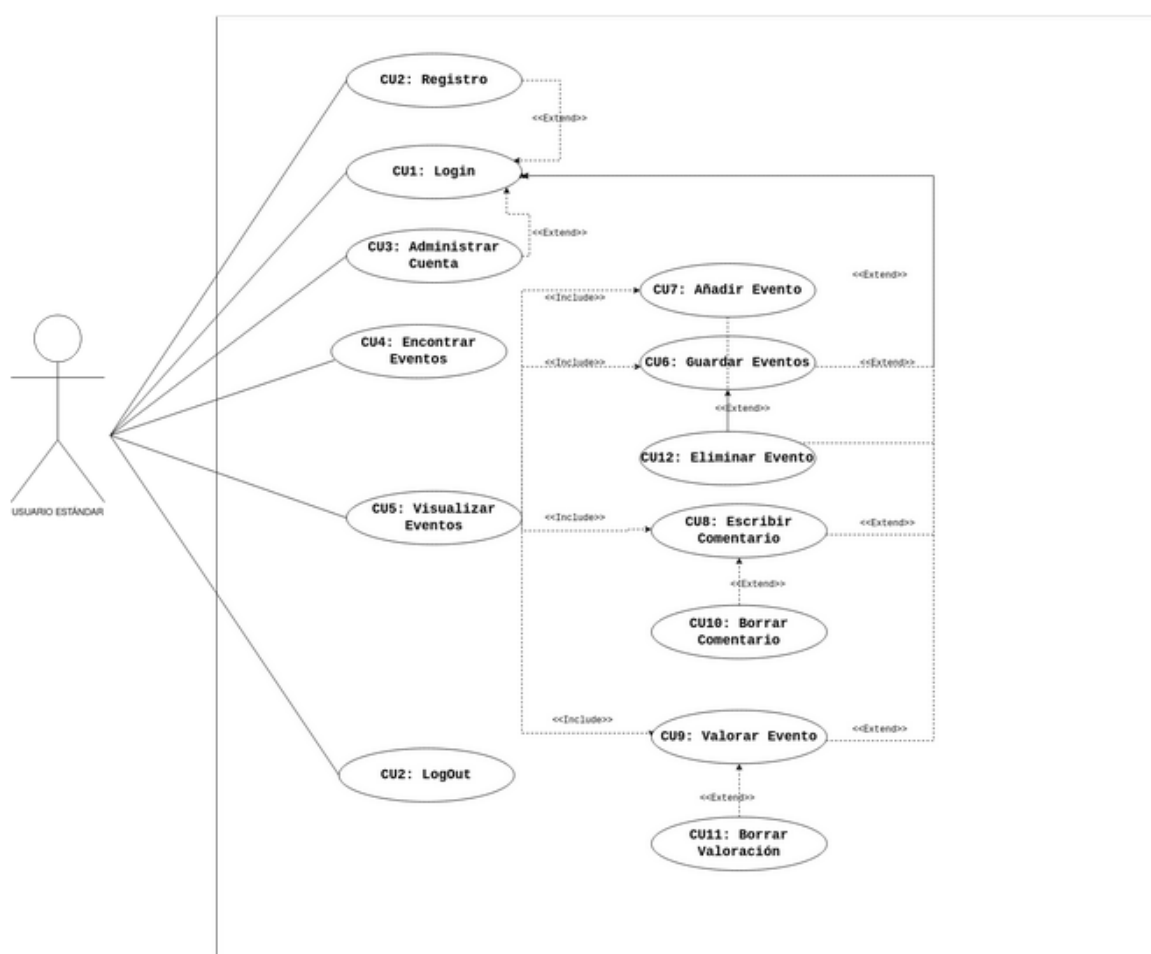 CU2: Registro
<<Extend>>
CU1: Login
<<Extend>>
CU3: Administrar
Cuenta
CU7: Añadir Evento
<<Extend>>
<<Include>>
CU4: Encontrar
Eventos
CU6: Guardar Eventos
<<Include>>
<<Extend>>
<<Extend>>
CU12: Eliminar Evento
USUARIO ESTÁNDAR
CU5: Visualizar
Eventos
<<Include>>
CU8: Escribir
Comentario
<<Extend>>
<<Extend>>
CU10: Borrar
Comentario
<<Include>>
CU9: Valorar Evento
<<Extend>>
CU2: LogOut
<<Extend>>
CU11: Borrar
Valoración